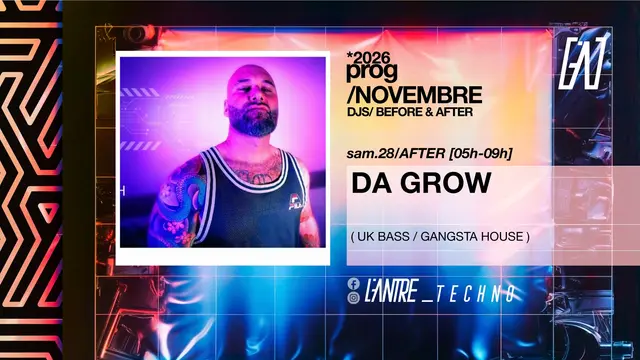 *2026
prog
/NOVEMBRE
DJS/ BEFORE & AFTER
sam.28/AFTER [05h-09h]
DA GROW
( UK BASS / GANGSTA HOUSE )
L'ANTRE _TECHNO